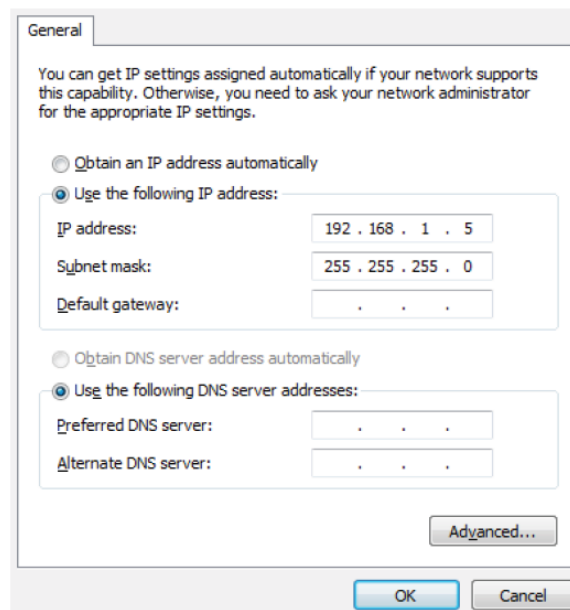 General
You can get IP settings assigned automatically if your network supports
this capability. Otherwise, you need to ask your network administrator
for the appropriate IP settings.
Obtain an IP address automatically
Use the following IP address:
IP address: 192 . 168 . 1 . 5
Subnet mask: 255 . 255 . 255 . 0
Default gateway: . . .
Obtain DNS server address automatically
Use the following DNS server addresses:
Preferred DNS server: . . .
Alternate DNS server: . . .
Advanced...
OK Cancel